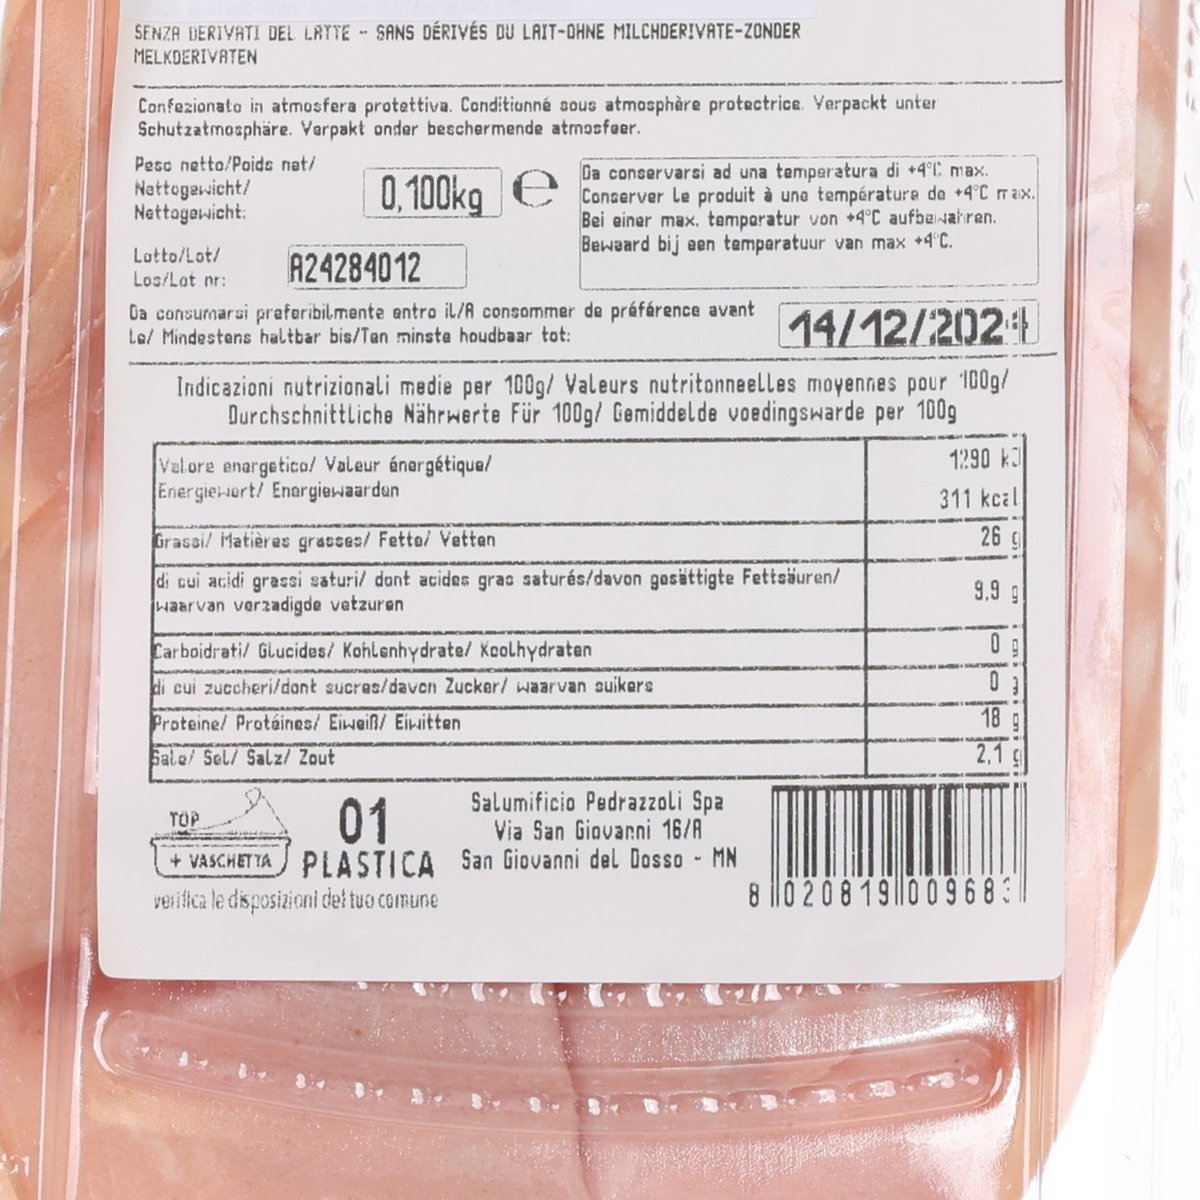 SENZA DERIVATI DEL LATTE - SANS DÉRIVÉS DU LAIT-OHNE MILCHDERIVATE-ZONDER
MELKDERIVATEN
Confezionato in atmosfera protettiva. Conditionné sous atmosphère protectrice. Verpackt unter
Schutzatmosphäre. Verpakt onder beschermende atmosfeer.
Peso netto/Poids net/
Nettogewicht/
Nettogewicht:
0,100kg e
Da conservarsi ad una temperatura di +4°C max.
Conserver le produit à une température de +4°C max.
Bei einer max. temperatur von +4°C aufbewahren.
Bewaard bij een temperatuur van max +4°C.
Lotto/Lot/
Los/Lot nr:
A24284012
Da consumarsi preferibilmente entro il/A consommer de préférence avant
le/ Mindestens haltbar bis/Ten minste houdbaar tot:
14/12/2024
Indicazioni nutrizionali medie per 100g/ Valeurs nutritonneelles moyennes pour 100g/
Durchschnittliche Nährwerte Für 100g/ Gemiddelde voedingswarde per 100g
Valore energetico/ Valeur énergétique/
Energiewert/ Energiewaarden
1290 kJ
311 kcal
Grassi/ Matières grasses/ Fette/ Vetten
26 g
di cui acidi grassi saturi/ dont acides gras saturés/davon gesättigte Fettsäuren/
waarvan verzadigde vetzuren
9,9 g
Carboidrati/ Glucides/ Kohlenhydrate/ Koolhydraten
0 g
di cui zuccheri/dont sucres/davon Zucker/ waarvan suikers
0 g
Proteine/ Protéines/ Eiweiß/ Eiwitten
18 g
Sale/ Sel/ Salz/ Zout
2,1 g
TOP
+ VASCHETTA
01
PLASTICA
verifica le disposizioni del tuo comune
Salumificio Pedrazzoli Spa
Via San Giovanni 16/A
San Giovanni del Dosso - MN
8 020819 009683